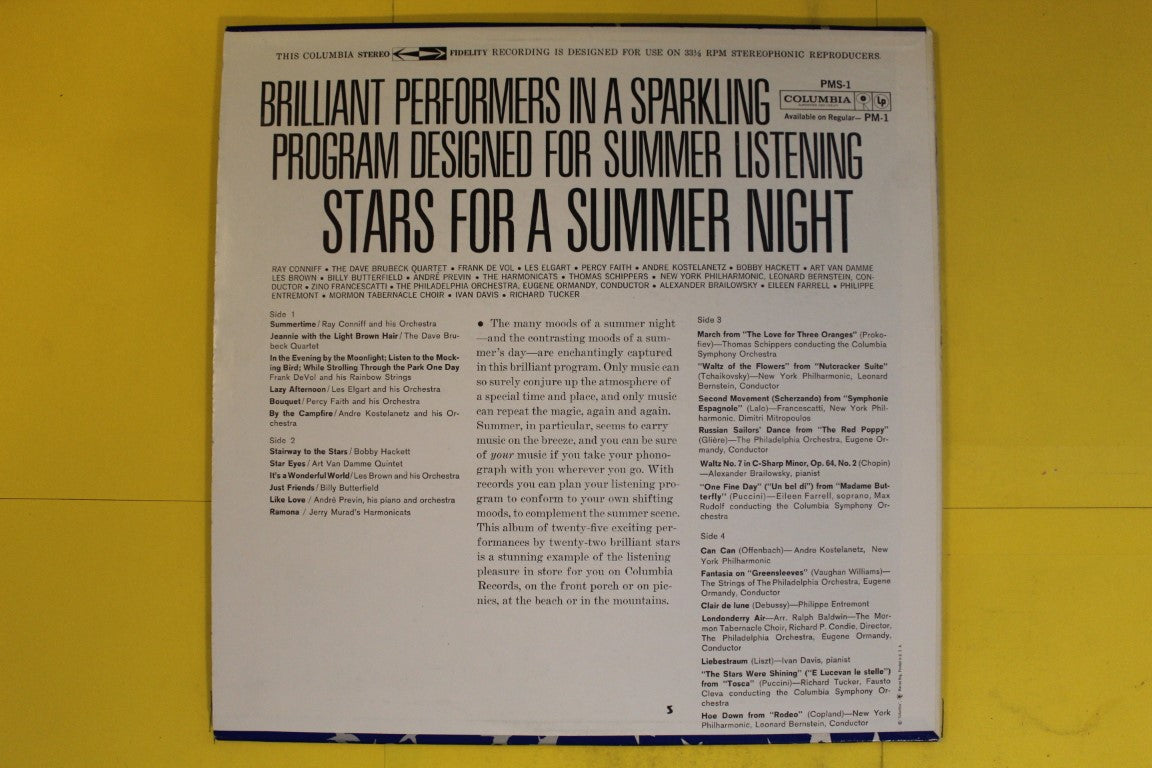 THIS COLUMBIA STEREO FIDELITY RECORDING IS DESIGNED FOR USE ON 33⅓ RPM STEREOPHONIC REPRODUCERS.
BRILLIANT PERFORMERS IN A SPARKLING
PROGRAM DESIGNED FOR SUMMER LISTENING
STARS FOR A SUMMER NIGHT
PMS-1
COLUMBIA
Lp
Available on Regular— PM-1
RAY CONNIFF • THE DAVE BRUBECK QUARTET • FRANK DE VOL • LES ELGART • PERCY FAITH • ANDRE KOSTELANETZ • BOBBY HACKETT • ART VAN DAMME
LES BROWN • BILLY BUTTERFIELD • ANDRÉ PREVIN • THE HARMONICATS • THOMAS SCHIPPERS • NEW YORK PHILHARMONIC, LEONARD BERNSTEIN, CON-
DUCTOR • ZINO FRANCESCATTI • THE PHILADELPHIA ORCHESTRA, EUGENE ORMANDY, CONDUCTOR • ALEXANDER BRAILOWSKY • EILEEN FARRELL • PHILIPPE
ENTREMONT • MORMON TABERNACLE CHOIR • IVAN DAVIS • RICHARD TUCKER
Side 1
Summertime / Ray Conniff and his Orchestra
Jeannie with the Light Brown Hair / The Dave Bru-
beck Quartet
In the Evening by the Moonlight; Listen to the Mock-
ing Bird; While Strolling Through the Park One Day
Frank DeVol and his Rainbow Strings
Lazy Afternoon / Les Elgart and his Orchestra
Bouquet / Percy Faith and his Orchestra
By the Campfire / Andre Kostelanetz and his Or-
chestra
Side 2
Stairway to the Stars / Bobby Hackett
Star Eyes / Art Van Damme Quintet
It's a Wonderful World / Les Brown and his Orchestra
Just Friends / Billy Butterfield
Like Love / André Previn, his piano and orchestra
Ramona / Jerry Murad's Harmonicats
• The many moods of a summer night
—and the contrasting moods of a sum-
mer's day—are enchantingly captured
in this brilliant program. Only music can
so surely conjure up the atmosphere of
a special time and place, and only music
can repeat the magic, again and again.
Summer, in particular, seems to carry
music on the breeze, and you can be sure
of your music if you take your phono-
graph with you wherever you go. With
records you can plan your listening pro-
gram to conform to your own shifting
moods, to complement the summer scene.
This album of twenty-five exciting per-
formances by twenty-two brilliant stars
is a stunning example of the listening
pleasure in store for you on Columbia
Records, on the front porch or on pic-
nics, at the beach or in the mountains.
Side 3
March from "The Love for Three Oranges" (Proko-
fiev)—Thomas Schippers conducting the Columbia
Symphony Orchestra
"Waltz of the Flowers" from "Nutcracker Suite"
(Tchaikovsky)—New York Philharmonic, Leonard
Bernstein, Conductor
Second Movement (Scherzando) from "Symphonie
Espagnole" (Lalo)—Francescatti, New York Phil-
harmonic, Dimitri Mitropoulos
Russian Sailors' Dance from "The Red Poppy"
(Glière)—The Philadelphia Orchestra, Eugene Or-
mandy, Conductor
Waltz No. 7 in C-Sharp Minor, Op. 64, No. 2 (Chopin)
—Alexander Brailowsky, pianist
"One Fine Day" ("Un bel di") from "Madame But-
terfly" (Puccini)—Eileen Farrell, soprano, Max
Rudolf conducting the Columbia Symphony Or-
chestra
Side 4
Can Can (Offenbach)—Andre Kostelanetz, New
York Philharmonic
Fantasia on "Greensleeves" (Vaughan Williams)—
The Strings of The Philadelphia Orchestra, Eugene
Ormandy, Conductor
Clair de lune (Debussy)—Philippe Entremont
Londonderry Air—Arr. Ralph Baldwin—The Mor-
mon Tabernacle Choir, Richard P. Condie, Director,
The Philadelphia Orchestra, Eugene Ormandy,
Conductor
Liebestraum (Liszt)—Ivan Davis, pianist
"The Stars Were Shining" ("E Lucevan le stelle")
from "Tosca" (Puccini)—Richard Tucker, Fausto
Cleva conducting the Columbia Symphony Or-
chestra
Hoe Down from "Rodeo" (Copland)—New York
Philharmonic, Leonard Bernstein, Conductor
5